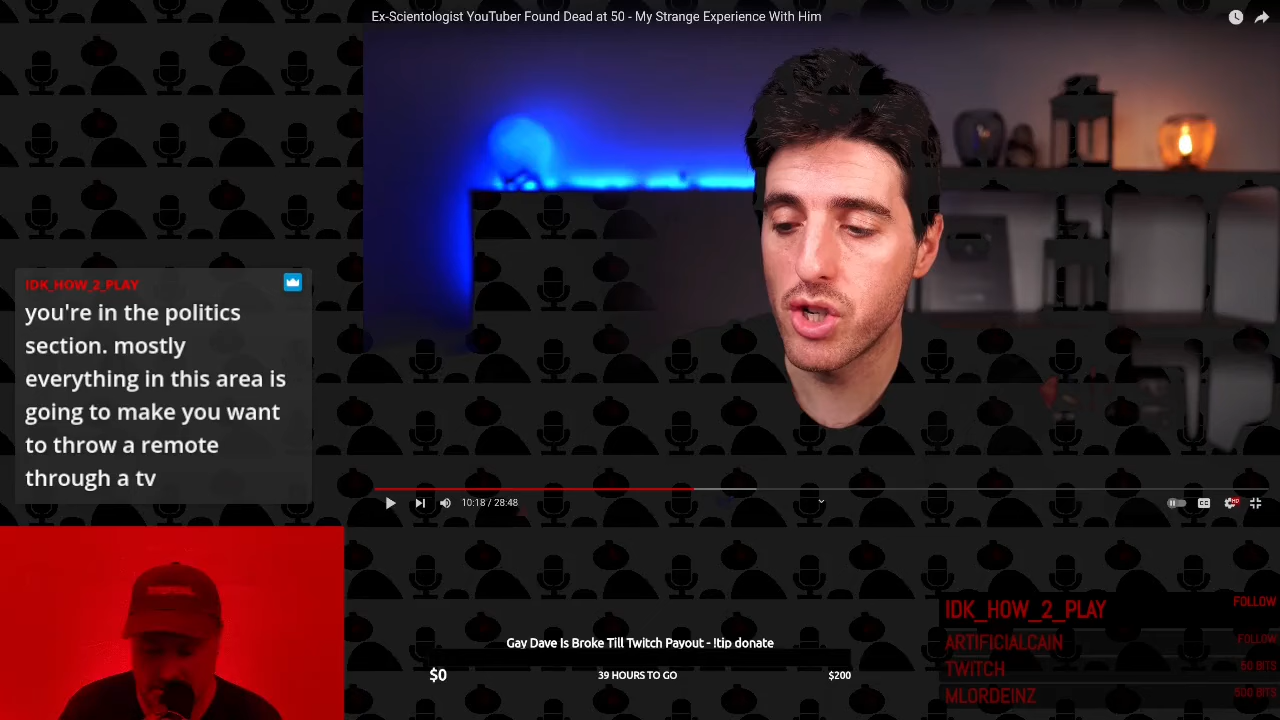 Ex-Scientologist YouTuber Found Dead at 50 - My Strange Experience With Him
IDK_HOW_2_PLAY
you're in the politics
section. mostly
everything in this area is
going to make you want
to throw a remote
through a tv
10:18 / 28:48
CC
HD
Gay Dave Is Broke Till Twitch Payout - !tip donate
$0
39 HOURS TO GO
$200
IDK_HOW_2_PLAY FOLLOW
ARTIFICIALCAIN FOLLOW
TWITCH 50 BITS
MLORDEINZ 500 BITS